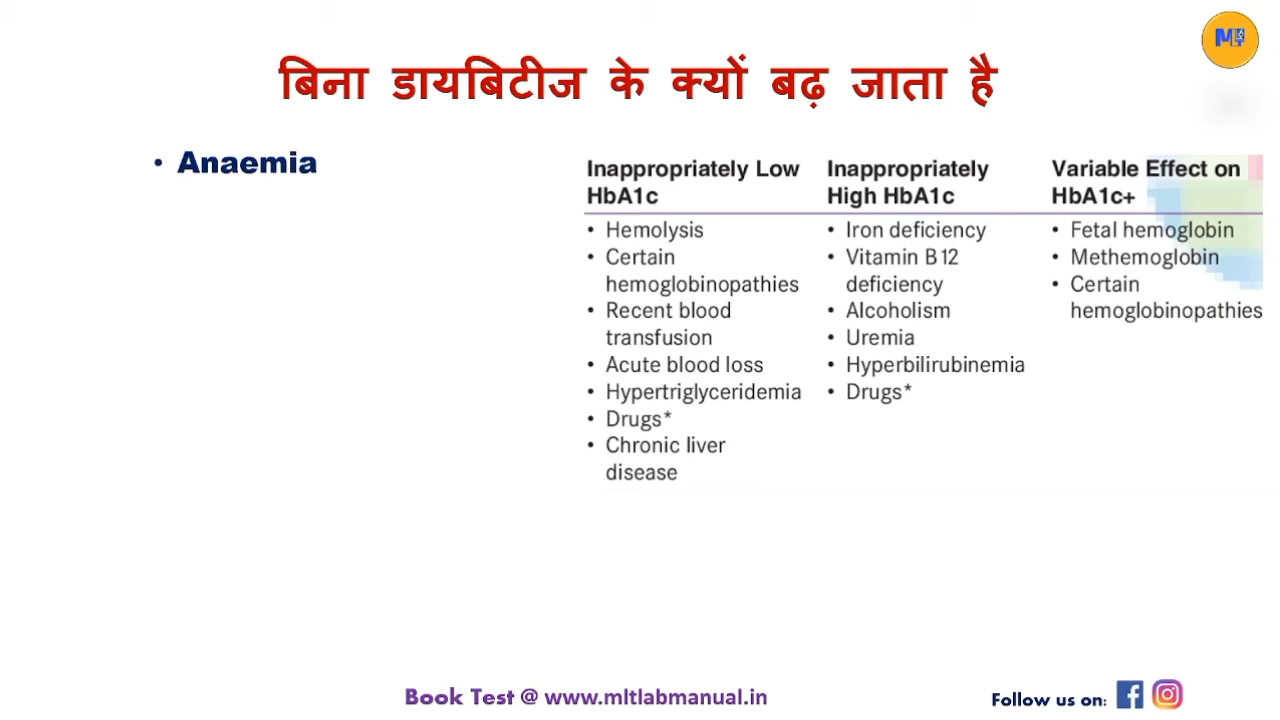 बिना डायबिटीज के क्यों बढ़ जाता है
• Anaemia
Inappropriately Low
HbA1c
• Hemolysis
• Certain
hemoglobinopathies
• Recent blood
transfusion
• Acute blood loss
• Hypertriglyceridemia
• Drugs*
• Chronic liver
disease
Inappropriately
High HbA1c
• Iron deficiency
• Vitamin B12
deficiency
• Alcoholism
• Uremia
• Hyperbilirubinemia
• Drugs*
Variable Effect on
HbA1c+
• Fetal hemoglobin
• Methemoglobin
• Certain
hemoglobinopathies
Book Test @ www.mltlabmanual.in
Follow us on: